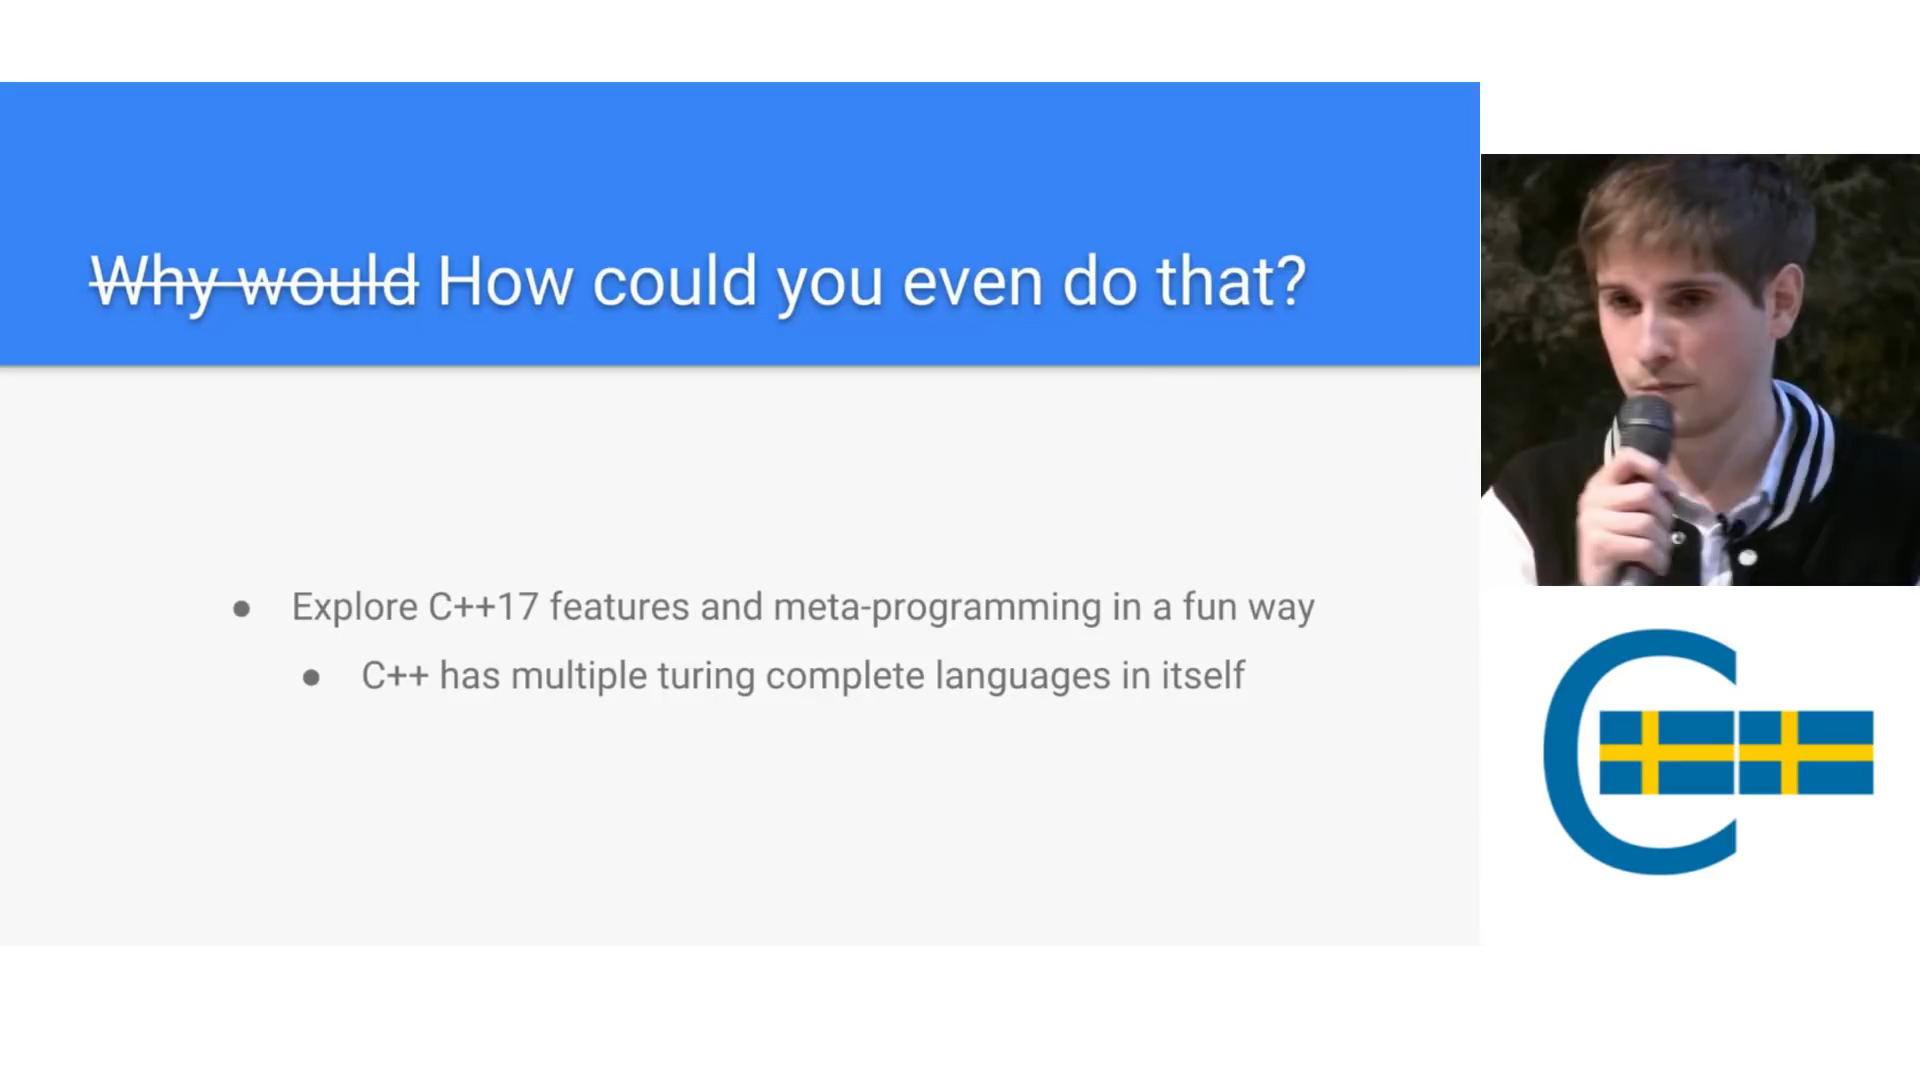 Why would How could you even do that?
● Explore C++17 features and meta-programming in a fun way
● C++ has multiple turing complete languages in itself
C++